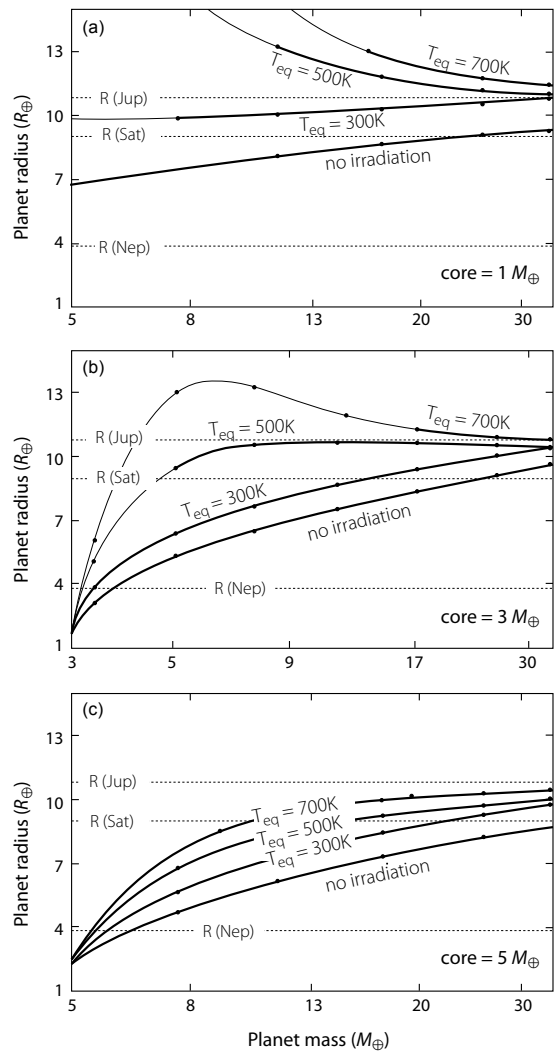 (a)
15
13
10
7
4
1
Planet radius (R⊕)
R (Jup)
R (Sat)
R (Nep)
T_eq = 700K
T_eq = 500K
T_eq = 300K
no irradiation
core = 1 M⊕
5 8 13 20 30
(b)
13
10
7
4
1
Planet radius (R⊕)
R (Jup)
R (Sat)
R (Nep)
T_eq = 700K
T_eq = 500K
T_eq = 300K
no irradiation
core = 3 M⊕
3 5 9 17 30
(c)
13
10
7
4
1
Planet radius (R⊕)
R (Jup)
R (Sat)
R (Nep)
T_eq = 700K
T_eq = 500K
T_eq = 300K
no irradiation
core = 5 M⊕
5 8 13 20 30
Planet mass (M⊕)